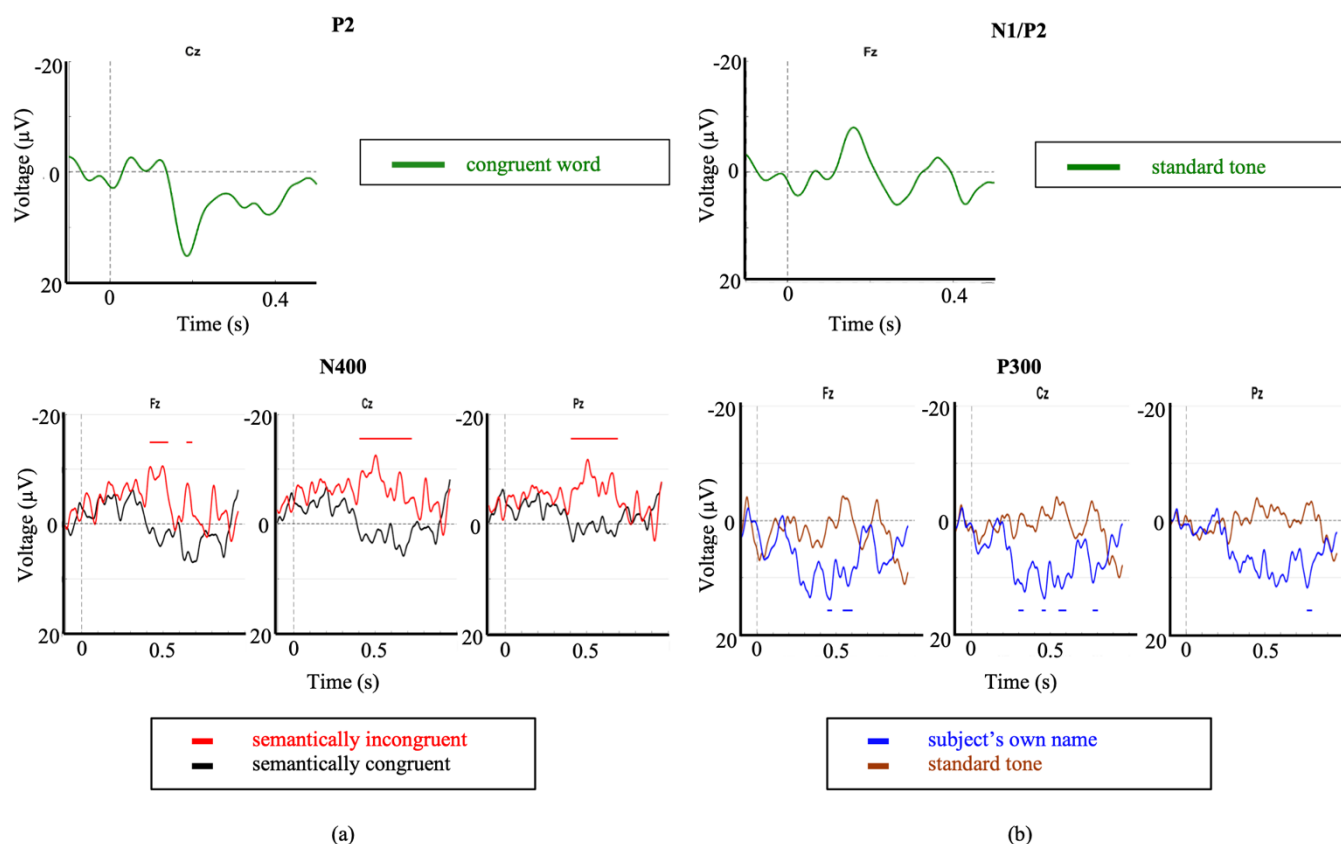 P2
Cz
-20
0
20
Voltage (µV)
0
0.4
Time (s)
congruent word
N1/P2
Fz
-20
0
20
Voltage (µV)
0
0.4
Time (s)
standard tone
N400
Fz
Cz
Pz
-20
0
20
-20
0
20
-20
0
20
Voltage (µV)
0
0.5
0
0.5
0
0.5
Time (s)
semantically incongruent
semantically congruent
(a)
P300
Fz
Cz
Pz
-20
0
20
-20
0
20
-20
0
20
Voltage (µV)
0
0.5
0
0.5
0
0.5
Time (s)
subject's own name
standard tone
(b)